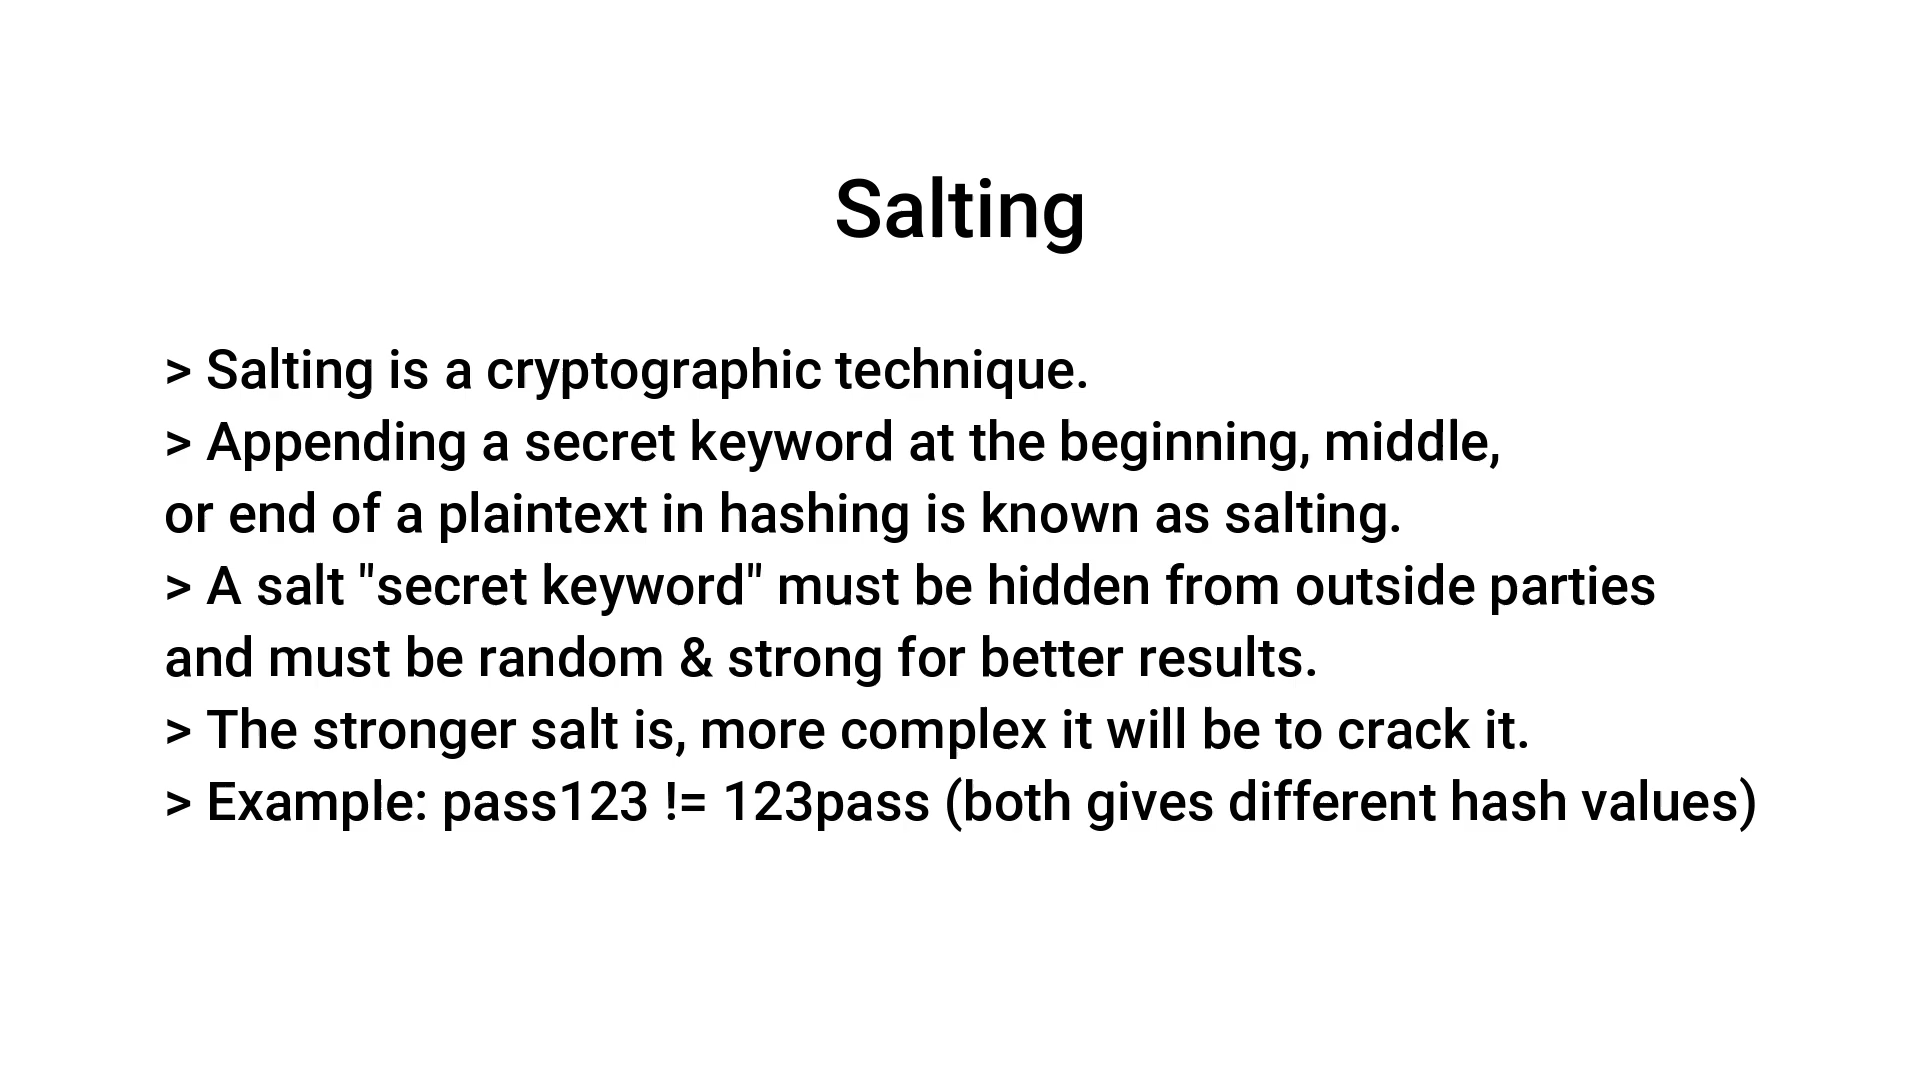 Salting
> Salting is a cryptographic technique.
> Appending a secret keyword at the beginning, middle,
or end of a plaintext in hashing is known as salting.
> A salt "secret keyword" must be hidden from outside parties
and must be random & strong for better results.
> The stronger salt is, more complex it will be to crack it.
> Example: pass123 != 123pass (both gives different hash values)